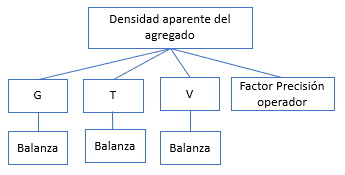 Densidad aparente del
agregado
G
T
V
Factor Precisión
operador
Balanza
Balanza
Balanza